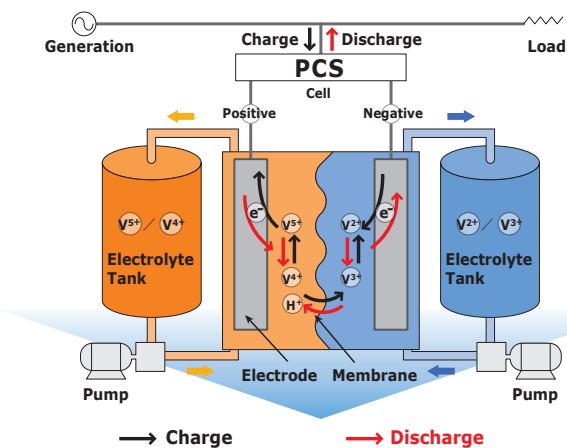 Generation
Charge
Discharge
Load
PCS
Cell
Positive
Negative
e⁻
e⁻
V⁵⁺
V²⁺
V⁵⁺ / V⁴⁺
V²⁺ / V³⁺
Electrolyte
Tank
Electrolyte
Tank
V⁴⁺
V³⁺
H⁺
Electrode
Membrane
Pump
Pump
Charge
Discharge